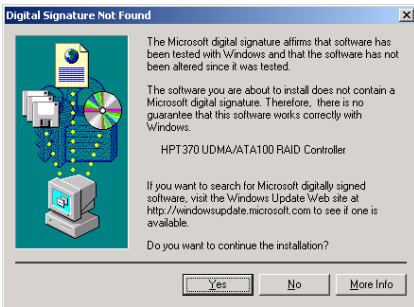 Digital Signature Not Found
The Microsoft digital signature affirms that software has
been tested with Windows and that the software has not
been altered since it was tested.
The software you are about to install does not contain a
Microsoft digital signature. Therefore, there is no
guarantee that this software works correctly with
Windows.
HPT370 UDMA/ATA100 RAID Controller
If you want to search for Microsoft digitally signed
software, visit the Windows Update Web site at
http://windowsupdate.microsoft.com to see if one is
available.
Do you want to continue the installation?
Yes No More Info